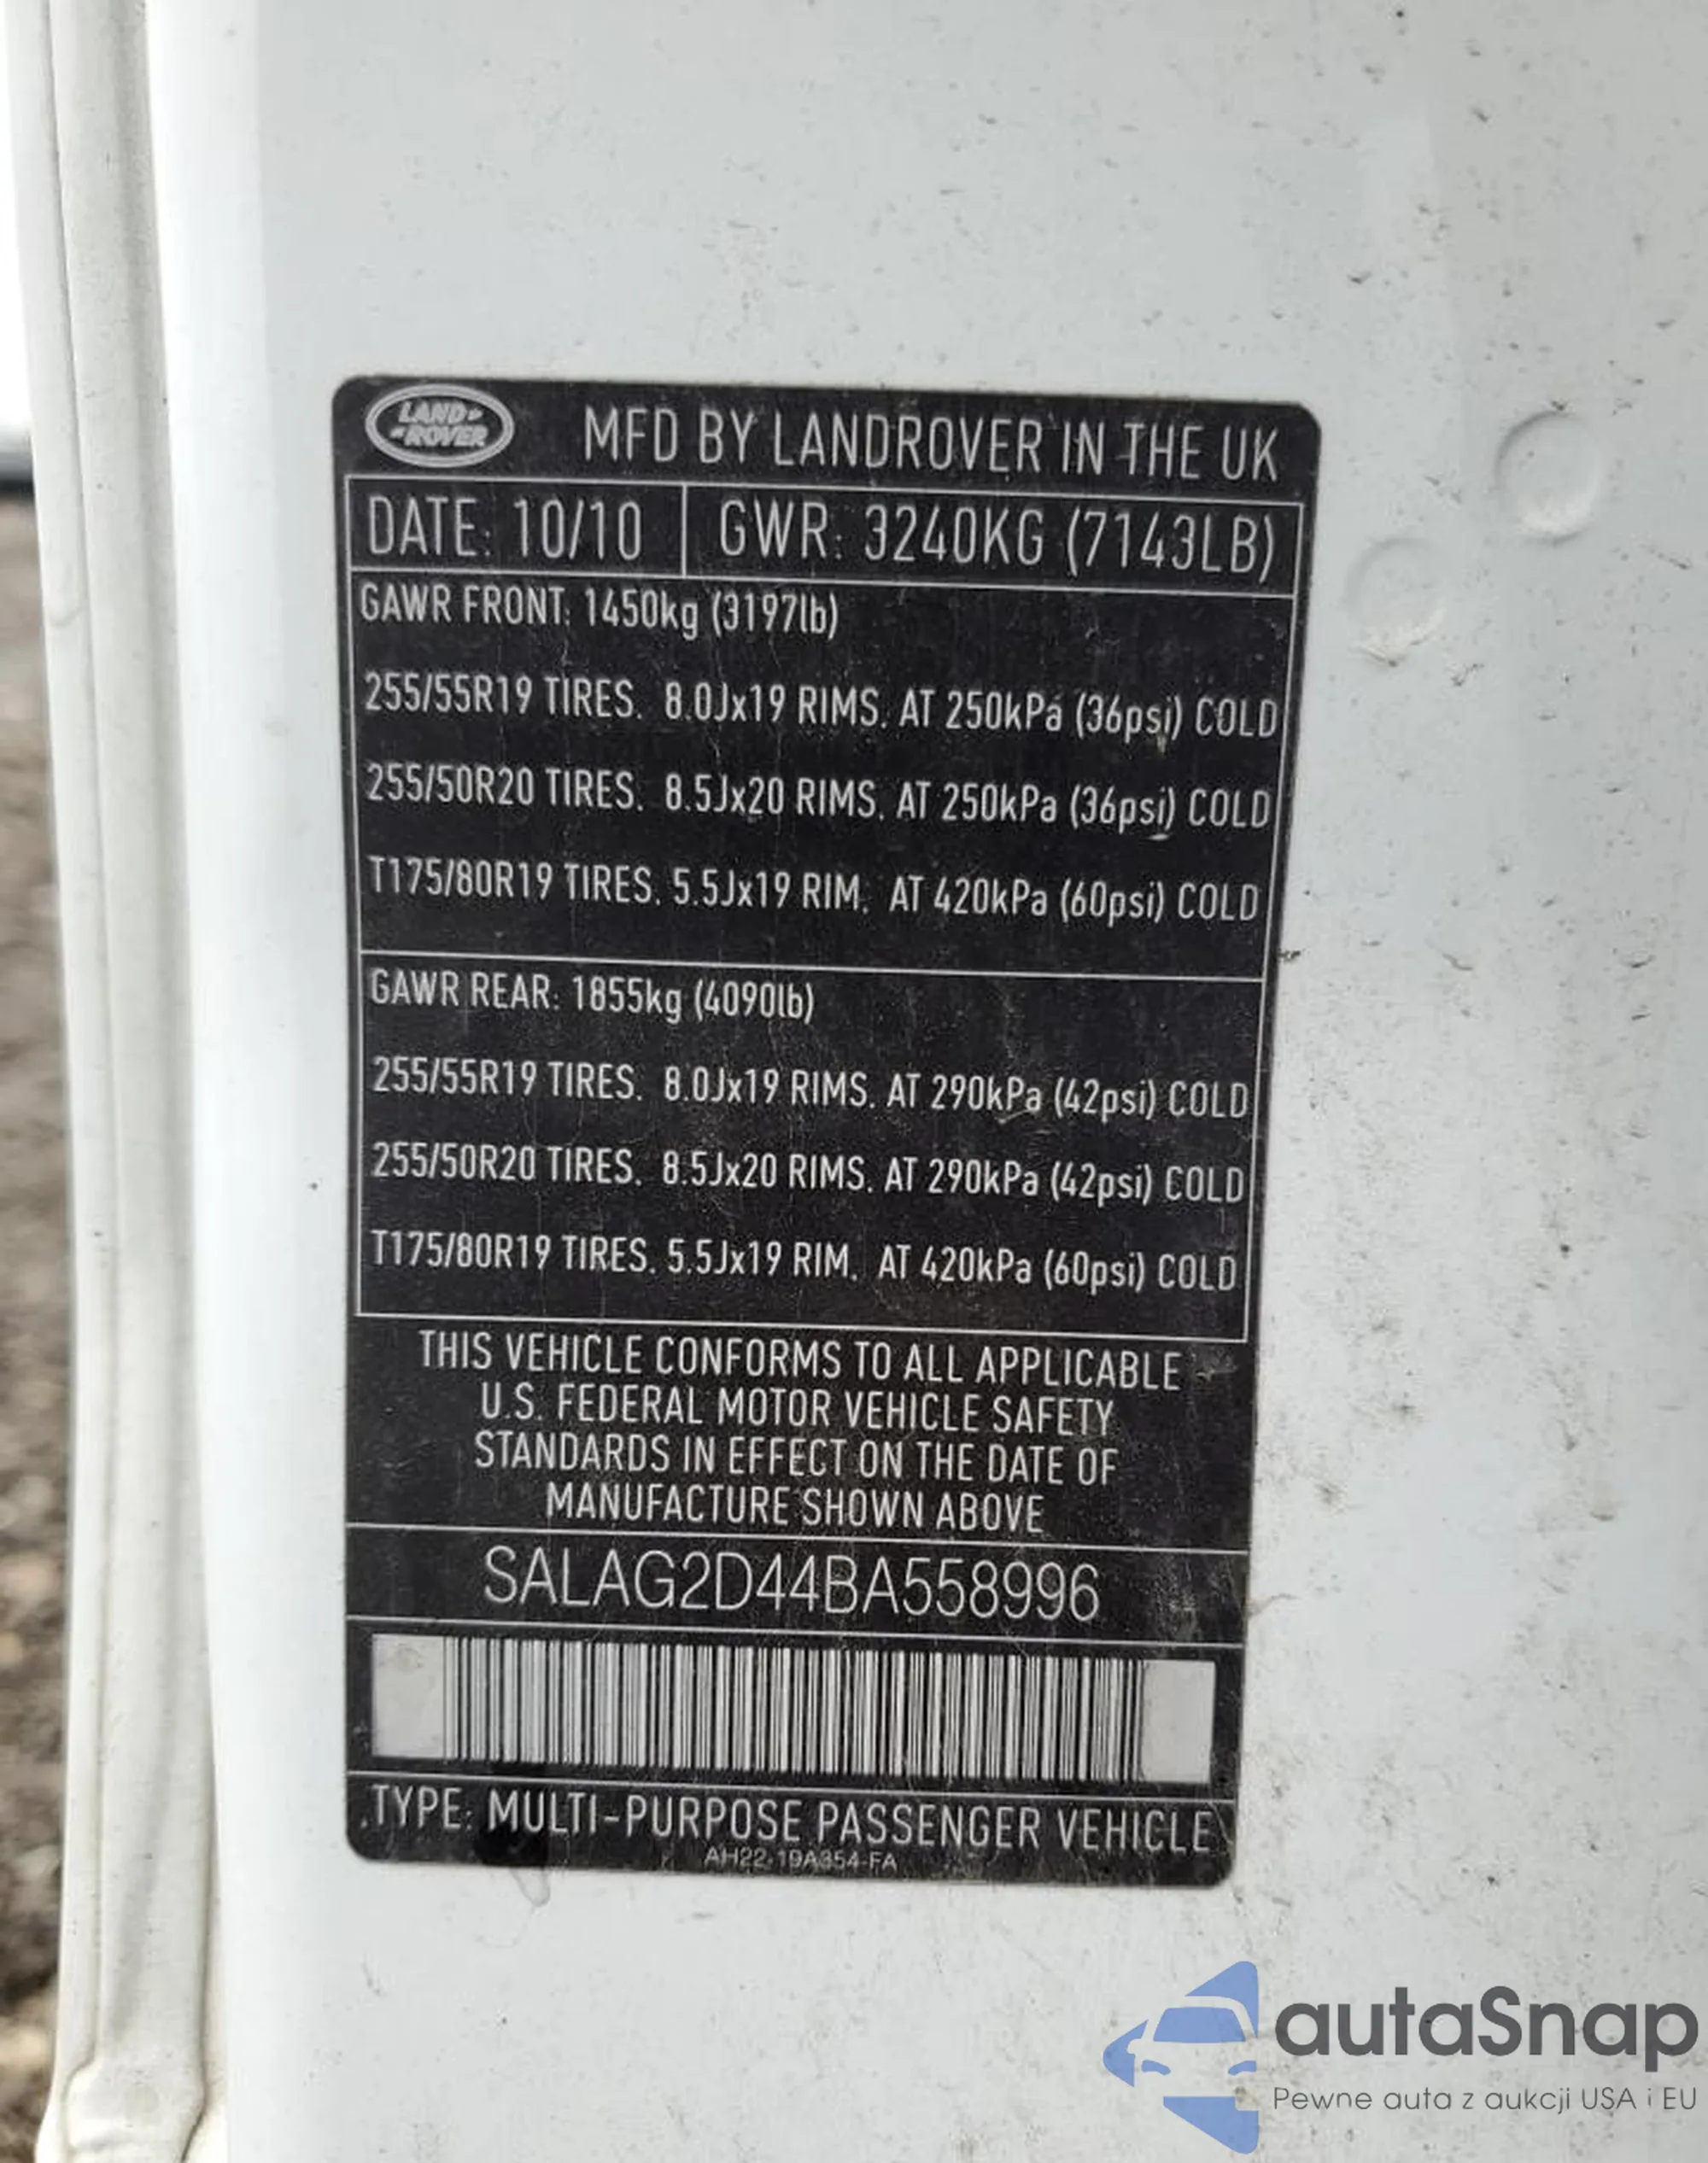 LAND ROVER
MFD BY LANDROVER IN THE UK
DATE: 10/10 GWR: 3240KG (7143LB)
GAWR FRONT: 1450kg (3197lb)
255/55R19 TIRES. 8.0Jx19 RIMS. AT 250kPa (36psi) COLD
255/50R20 TIRES. 8.5Jx20 RIMS. AT 250kPa (36psi) COLD
T175/80R19 TIRES. 5.5Jx19 RIM. AT 420kPa (60psi) COLD
GAWR REAR: 1855kg (4090lb)
255/55R19 TIRES. 8.0Jx19 RIMS. AT 290kPa (42psi) COLD
255/50R20 TIRES. 8.5Jx20 RIMS. AT 290kPa (42psi) COLD
T175/80R19 TIRES. 5.5Jx19 RIM. AT 420kPa (60psi) COLD
THIS VEHICLE CONFORMS TO ALL APPLICABLE
U.S. FEDERAL MOTOR VEHICLE SAFETY
STANDARDS IN EFFECT ON THE DATE OF
MANUFACTURE SHOWN ABOVE
SALAG2D44BA558996
TYPE: MULTI-PURPOSE PASSENGER VEHICLE
AH22-19A354-FA
autaSnap
Pewne auta z aukcji USA i EU